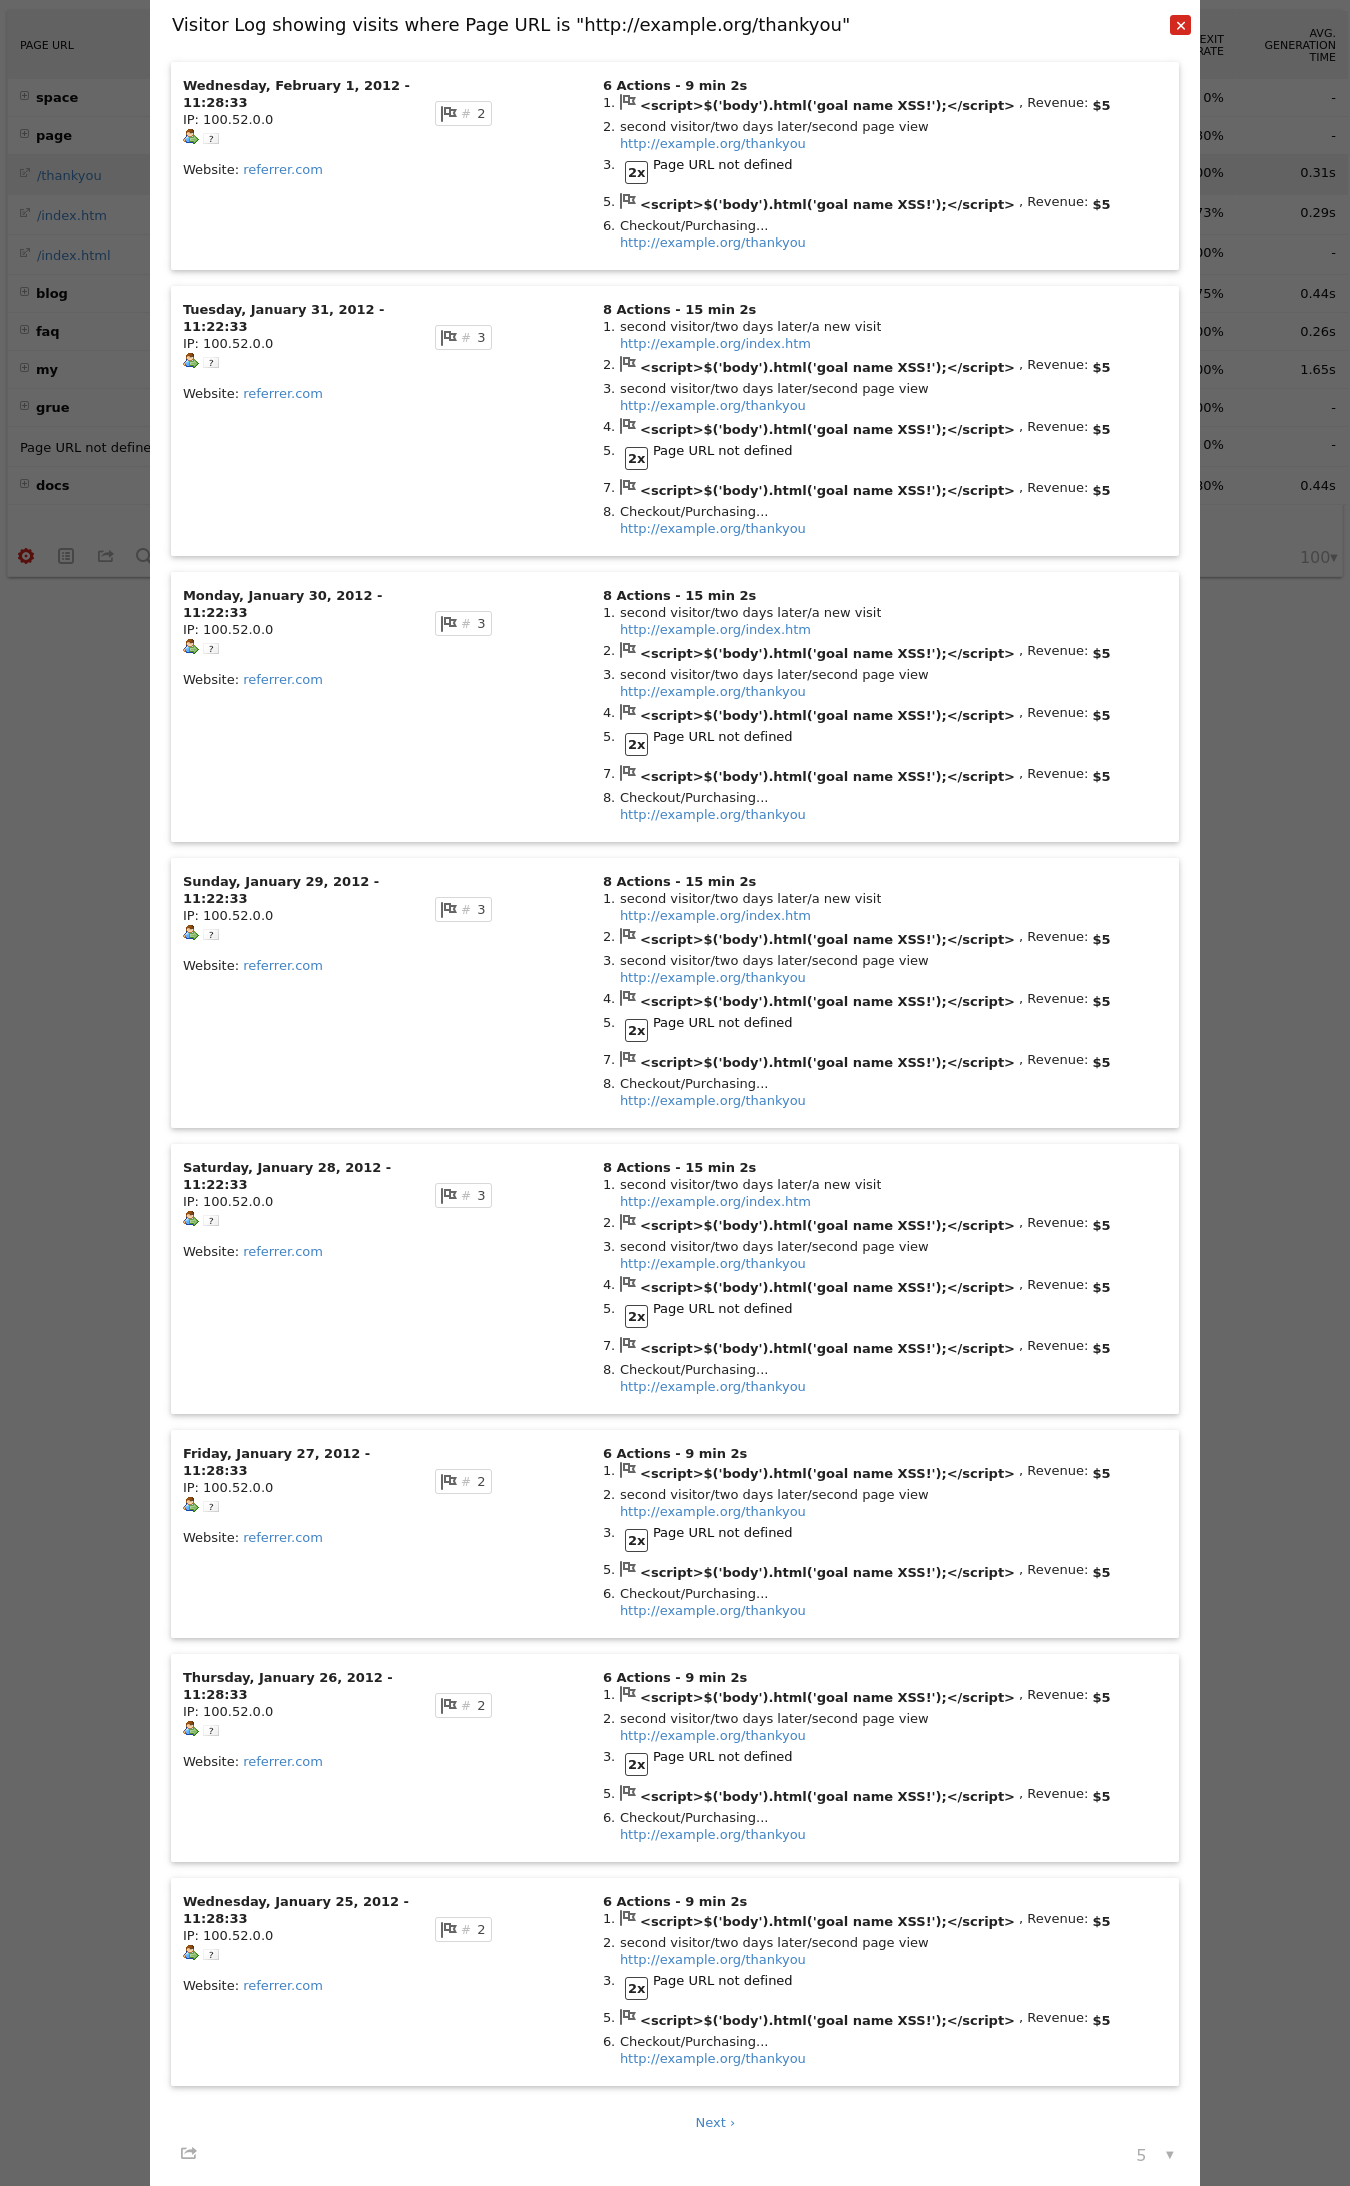 Visitor Log showing visits where Page URL is "http://example.org/thankyou"
PAGE URL
EXIT
RATE
AVG.
GENERATION
TIME
space
0%
-
page
-
/thankyou
0.31s
/index.htm
0.29s
/index.html
-
blog
0.44s
faq
0.26s
my
1.65s
grue
-
Page URL not define
0%
-
docs
0.44s
100▾
Wednesday, February 1, 2012 -
11:28:33
IP: 100.52.0.0
?
Website: referrer.com
# 2
6 Actions - 9 min 2s
1. <script>$('body').html('goal name XSS!');</script> , Revenue: $5
2. second visitor/two days later/second page view
http://example.org/thankyou
3. 2x Page URL not defined
5. <script>$('body').html('goal name XSS!');</script> , Revenue: $5
6. Checkout/Purchasing...
http://example.org/thankyou
Tuesday, January 31, 2012 -
11:22:33
IP: 100.52.0.0
?
Website: referrer.com
# 3
8 Actions - 15 min 2s
1. second visitor/two days later/a new visit
http://example.org/index.htm
2. <script>$('body').html('goal name XSS!');</script> , Revenue: $5
3. second visitor/two days later/second page view
http://example.org/thankyou
4. <script>$('body').html('goal name XSS!');</script> , Revenue: $5
5. 2x Page URL not defined
7. <script>$('body').html('goal name XSS!');</script> , Revenue: $5
8. Checkout/Purchasing...
http://example.org/thankyou
Monday, January 30, 2012 -
11:22:33
IP: 100.52.0.0
?
Website: referrer.com
# 3
8 Actions - 15 min 2s
1. second visitor/two days later/a new visit
http://example.org/index.htm
2. <script>$('body').html('goal name XSS!');</script> , Revenue: $5
3. second visitor/two days later/second page view
http://example.org/thankyou
4. <script>$('body').html('goal name XSS!');</script> , Revenue: $5
5. 2x Page URL not defined
7. <script>$('body').html('goal name XSS!');</script> , Revenue: $5
8. Checkout/Purchasing...
http://example.org/thankyou
Sunday, January 29, 2012 -
11:22:33
IP: 100.52.0.0
?
Website: referrer.com
# 3
8 Actions - 15 min 2s
1. second visitor/two days later/a new visit
http://example.org/index.htm
2. <script>$('body').html('goal name XSS!');</script> , Revenue: $5
3. second visitor/two days later/second page view
http://example.org/thankyou
4. <script>$('body').html('goal name XSS!');</script> , Revenue: $5
5. 2x Page URL not defined
7. <script>$('body').html('goal name XSS!');</script> , Revenue: $5
8. Checkout/Purchasing...
http://example.org/thankyou
Saturday, January 28, 2012 -
11:22:33
IP: 100.52.0.0
?
Website: referrer.com
# 3
8 Actions - 15 min 2s
1. second visitor/two days later/a new visit
http://example.org/index.htm
2. <script>$('body').html('goal name XSS!');</script> , Revenue: $5
3. second visitor/two days later/second page view
http://example.org/thankyou
4. <script>$('body').html('goal name XSS!');</script> , Revenue: $5
5. 2x Page URL not defined
7. <script>$('body').html('goal name XSS!');</script> , Revenue: $5
8. Checkout/Purchasing...
http://example.org/thankyou
Friday, January 27, 2012 -
11:28:33
IP: 100.52.0.0
?
Website: referrer.com
# 2
6 Actions - 9 min 2s
1. <script>$('body').html('goal name XSS!');</script> , Revenue: $5
2. second visitor/two days later/second page view
http://example.org/thankyou
3. 2x Page URL not defined
5. <script>$('body').html('goal name XSS!');</script> , Revenue: $5
6. Checkout/Purchasing...
http://example.org/thankyou
Thursday, January 26, 2012 -
11:28:33
IP: 100.52.0.0
?
Website: referrer.com
# 2
6 Actions - 9 min 2s
1. <script>$('body').html('goal name XSS!');</script> , Revenue: $5
2. second visitor/two days later/second page view
http://example.org/thankyou
3. 2x Page URL not defined
5. <script>$('body').html('goal name XSS!');</script> , Revenue: $5
6. Checkout/Purchasing...
http://example.org/thankyou
Wednesday, January 25, 2012 -
11:28:33
IP: 100.52.0.0
?
Website: referrer.com
# 2
6 Actions - 9 min 2s
1. <script>$('body').html('goal name XSS!');</script> , Revenue: $5
2. second visitor/two days later/second page view
http://example.org/thankyou
3. 2x Page URL not defined
5. <script>$('body').html('goal name XSS!');</script> , Revenue: $5
6. Checkout/Purchasing...
http://example.org/thankyou
Next ›
5 ▾